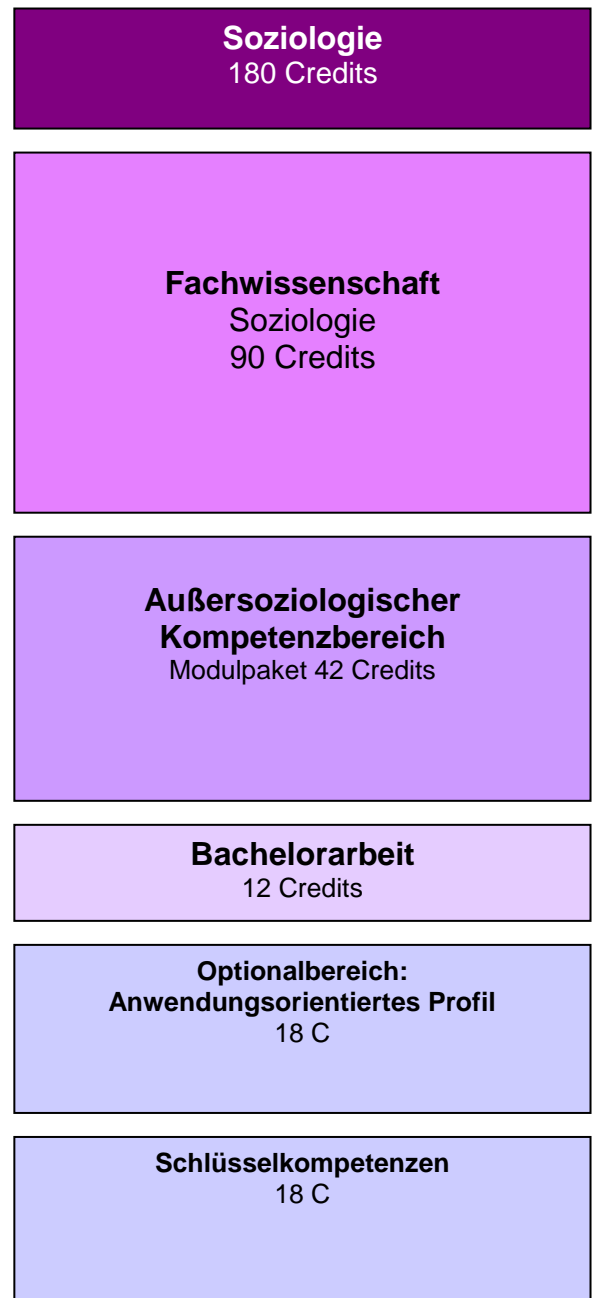 Soziologie
180 Credits
Fachwissenschaft
Soziologie
90 Credits
Außersoziologischer
Kompetenzbereich
Modulpaket 42 Credits
Bachelorarbeit
12 Credits
Optionalbereich:
Anwendungsorientiertes Profil
18 C
Schlüsselkompetenzen
18 C